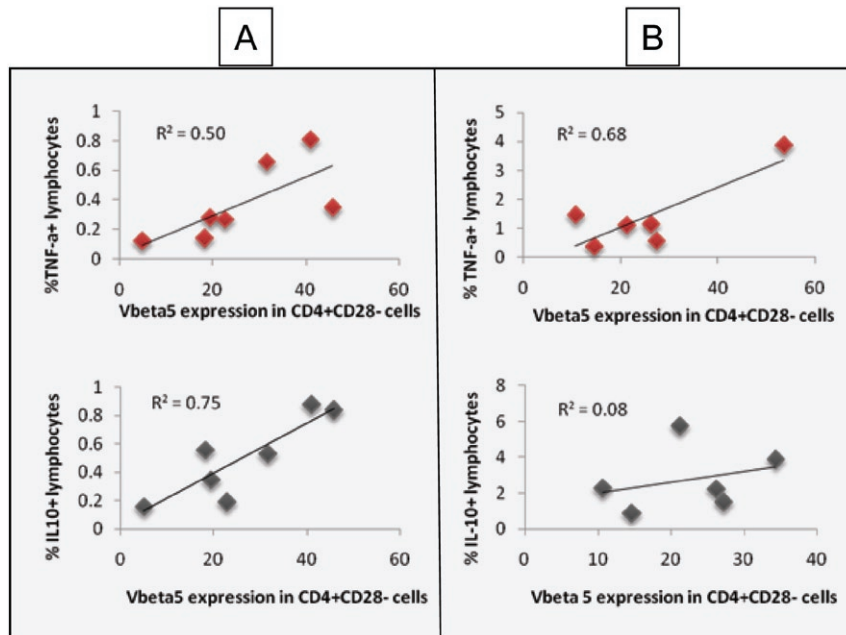 A
B
1
0.8
0.6
0.4
0.2
0
R² = 0.50
0 20 40 60
%TNF-a+ lymphocytes
Vbeta5 expression in CD4+CD28- cells
5
4
3
2
1
0
R² = 0.68
0 20 40 60
% TNF-a+ lymphocytes
Vbeta5 expression in CD4+CD28- cells
1
0.8
0.6
0.4
0.2
0
R² = 0.75
0 20 40 60
% IL10+ lymphocytes
Vbeta5 expression in CD4+CD28- cells
8
6
4
2
0
R² = 0.08
0 10 20 30 40
% IL-10+ lymphocytes
Vbeta 5 expression in CD4+CD28- cells